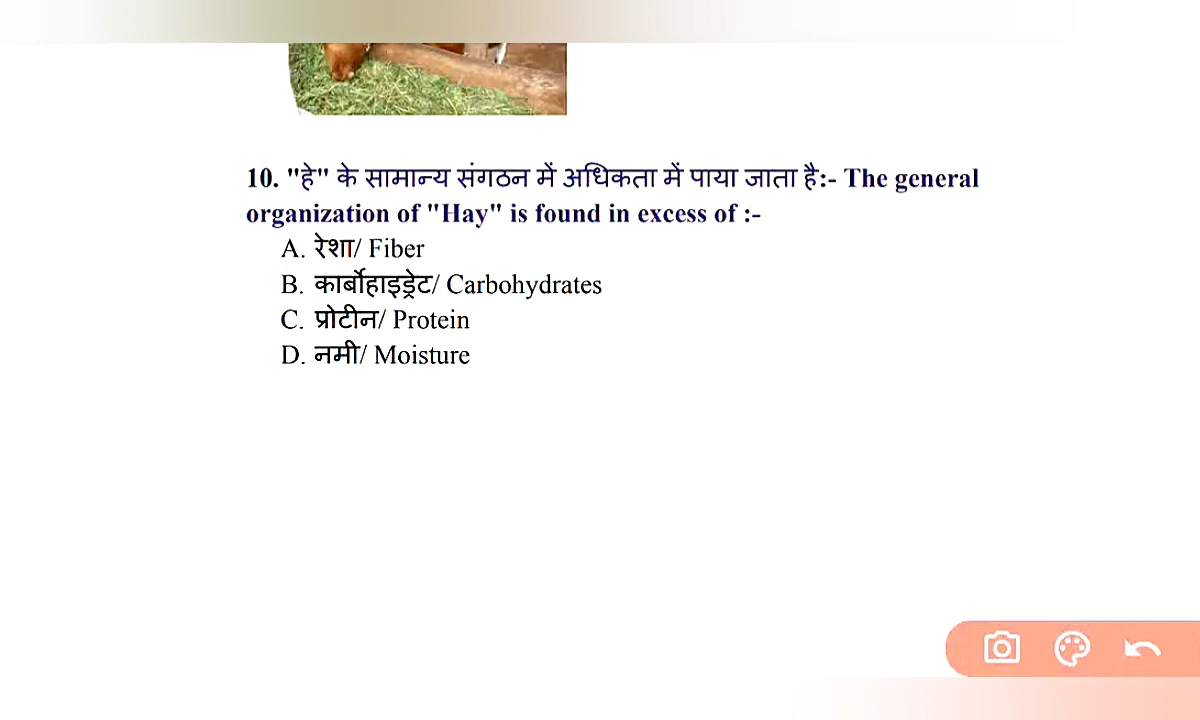 10. "हे" के सामान्य संगठन में अधिकता में पाया जाता है:- The general
organization of "Hay" is found in excess of :-
A. रेशा/ Fiber
B. कार्बोहाइड्रेट/ Carbohydrates
C. प्रोटीन/ Protein
D. नमी/ Moisture